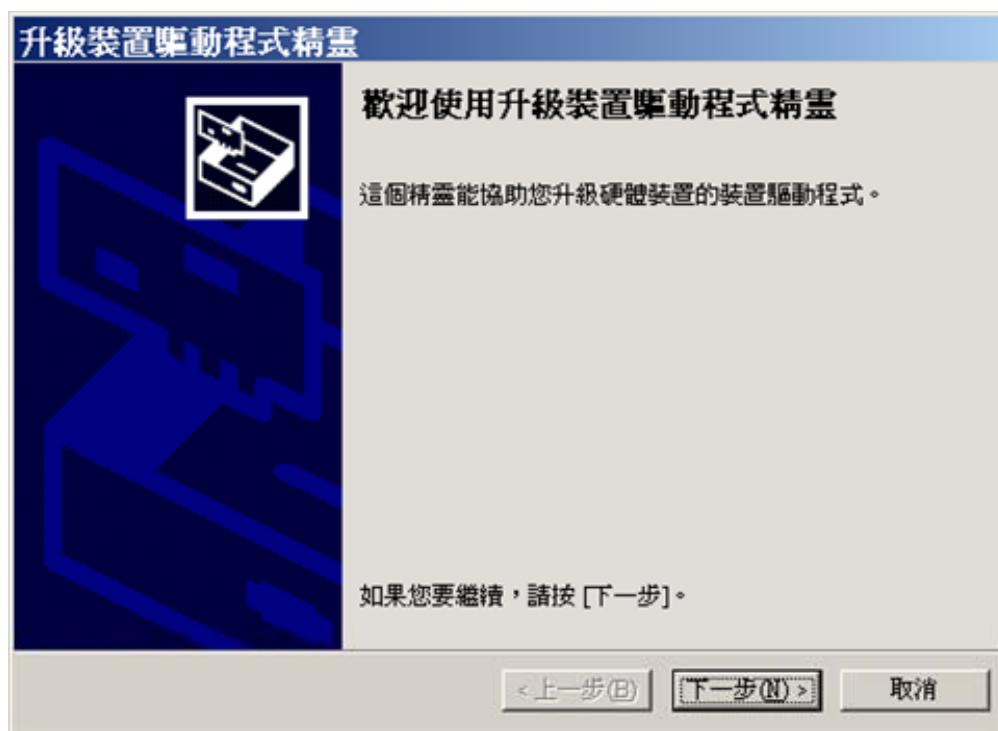 升級裝置驅動程式精靈
歡迎使用升級裝置驅動程式精靈
這個精靈能協助您升級硬體裝置的裝置驅動程式。
如果您要繼續，請按 [下一步]。
< 上一步(B)
下一步(N) >
取消